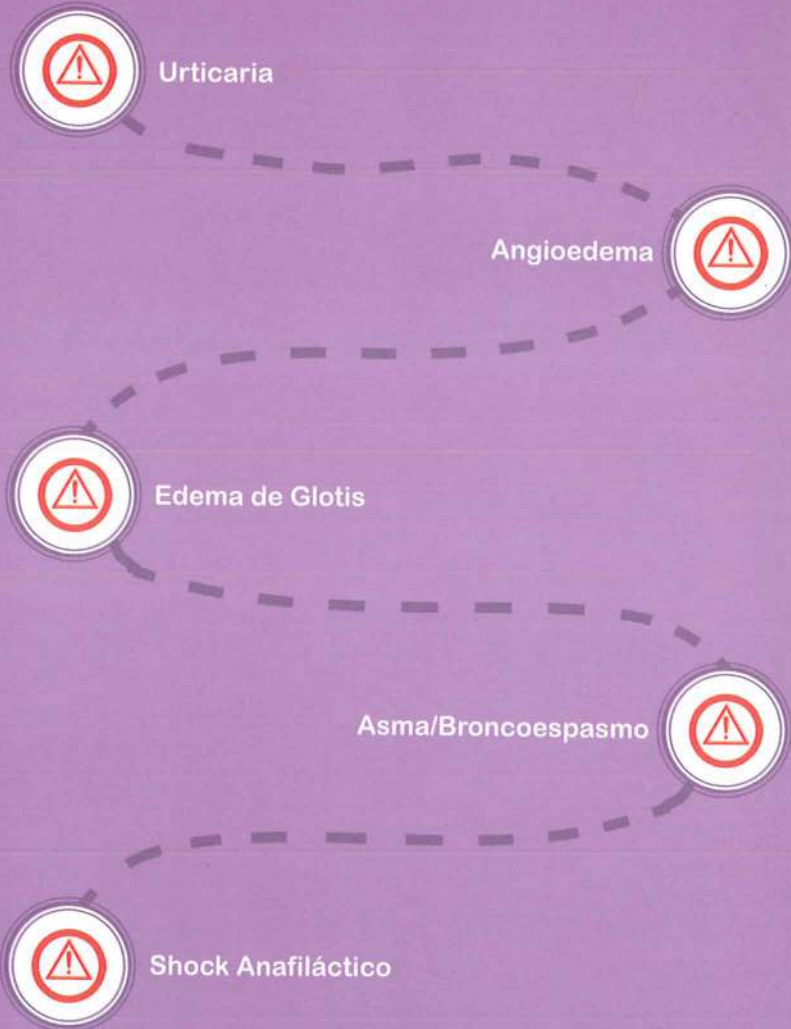 Urticaria
Angioedema
Edema de Glotis
Asma/Broncoespasmo
Shock Anafiláctico